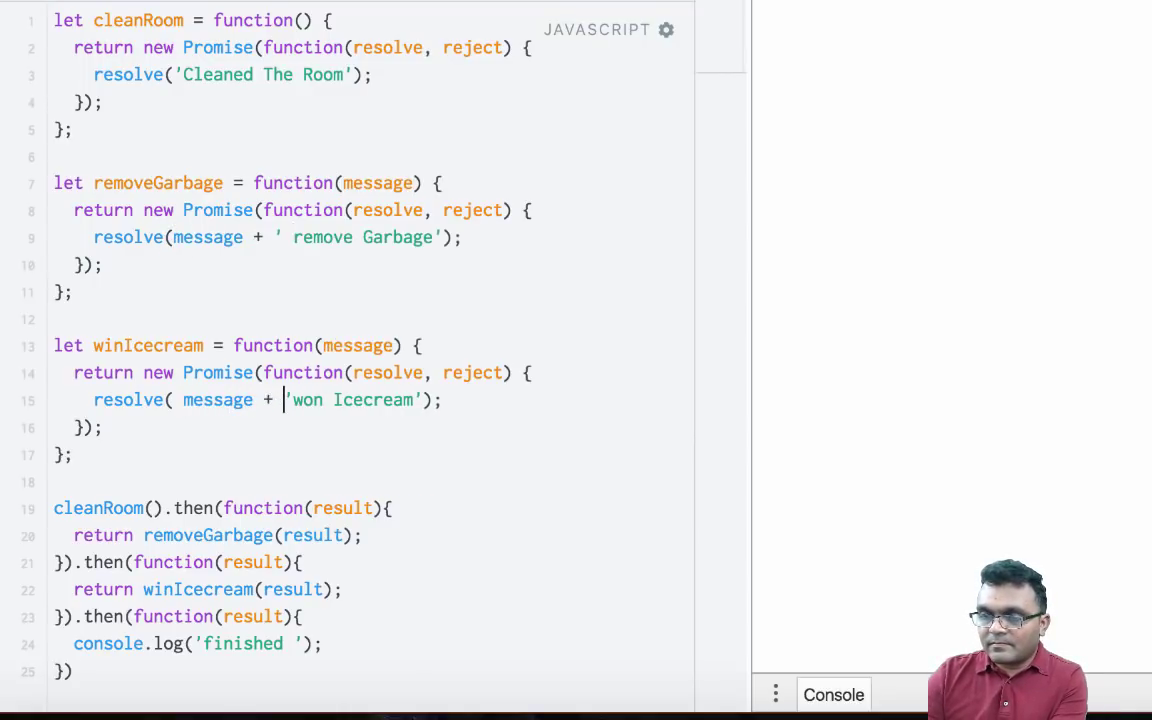 1 let cleanRoom = function() {
JAVASCRIPT
2 return new Promise(function(resolve, reject) {
3 resolve('Cleaned The Room');
4 });
5 };
6
7 let removeGarbage = function(message) {
8 return new Promise(function(resolve, reject) {
9 resolve(message + ' remove Garbage');
10 });
11 };
12
13 let winIcecream = function(message) {
14 return new Promise(function(resolve, reject) {
15 resolve( message + 'won Icecream');
16 });
17 };
18
19 cleanRoom().then(function(result){
20 return removeGarbage(result);
21 }).then(function(result){
22 return winIcecream(result);
23 }).then(function(result){
24 console.log('finished ');
25 })
Console